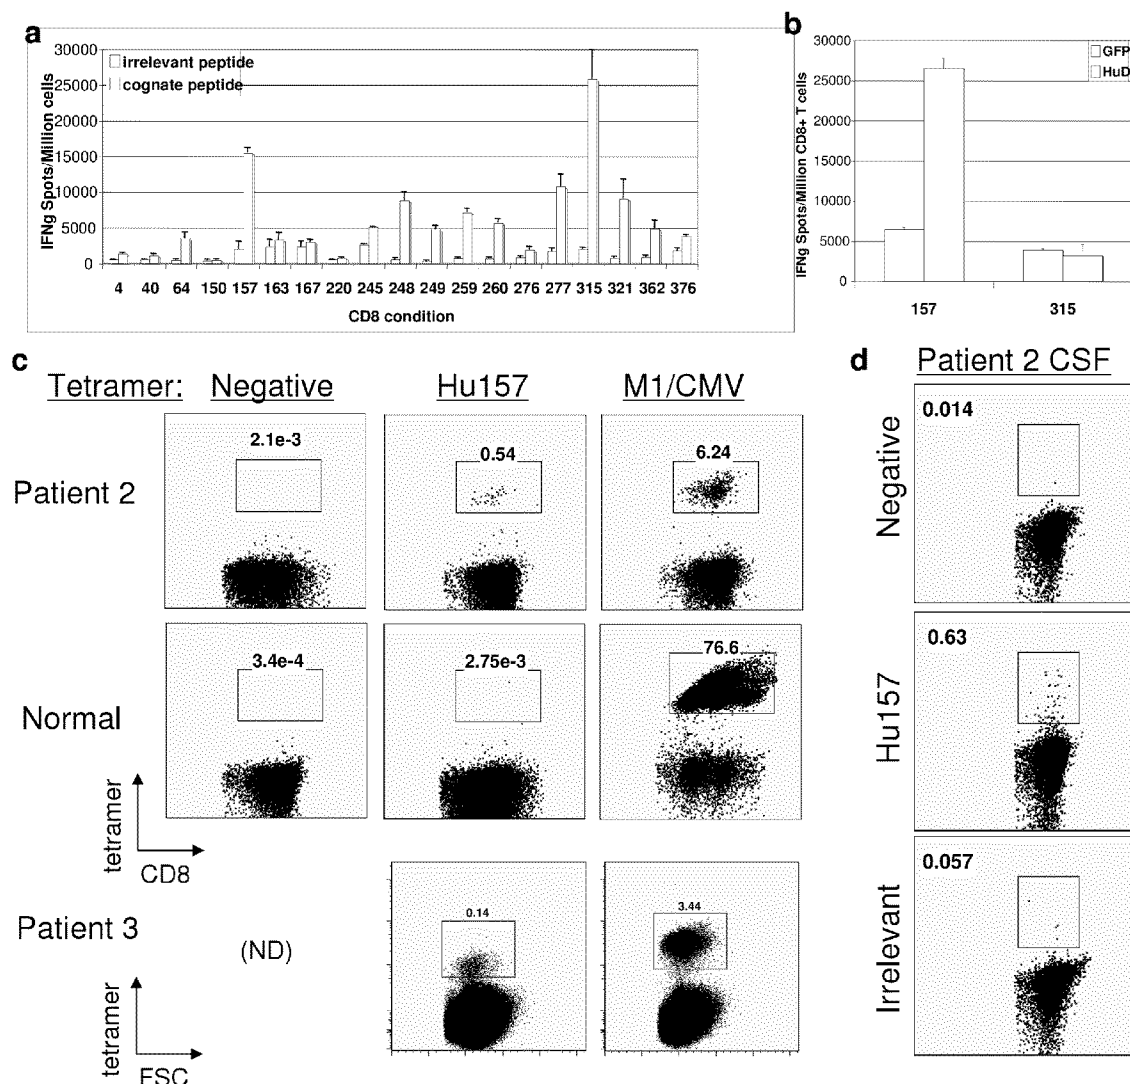 a
IFNg Spots/Million cells
30000
25000
20000
15000
10000
5000
0
irrelevant peptide
cognate peptide
4 40 64 150 157 163 167 220 245 248 249 259 260 276 277 315 321 362 376
CD8 condition
b
IFNg Spots/Million CD8+ T cells
30000
25000
20000
15000
10000
5000
0
GFP
HuD
157 315
c
Tetramer: Negative Hu157 M1/CMV
Patient 2
2.1e-3 0.54 6.24
Normal
3.4e-4 2.75e-3 76.6
tetramer
CD8
Patient 3
(ND)
0.14 3.44
tetramer
FSC
d
Patient 2 CSF
Negative
0.014
Hu157
0.63
Irrelevant
0.057